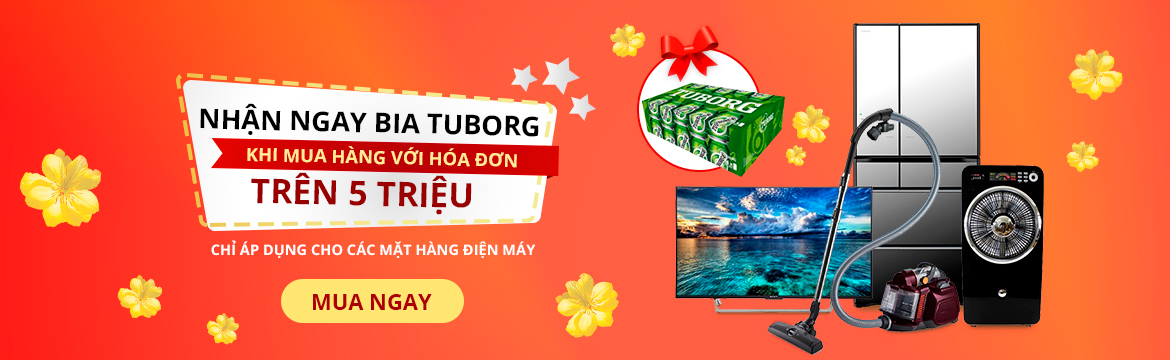 NHẬN NGAY BIA TUBORG
KHI MUA HÀNG VỚI HÓA ĐƠN
TRÊN 5 TRIỆU
CHỈ ÁP DỤNG CHO CÁC MẶT HÀNG ĐIỆN MÁY
MUA NGAY
TUBORG